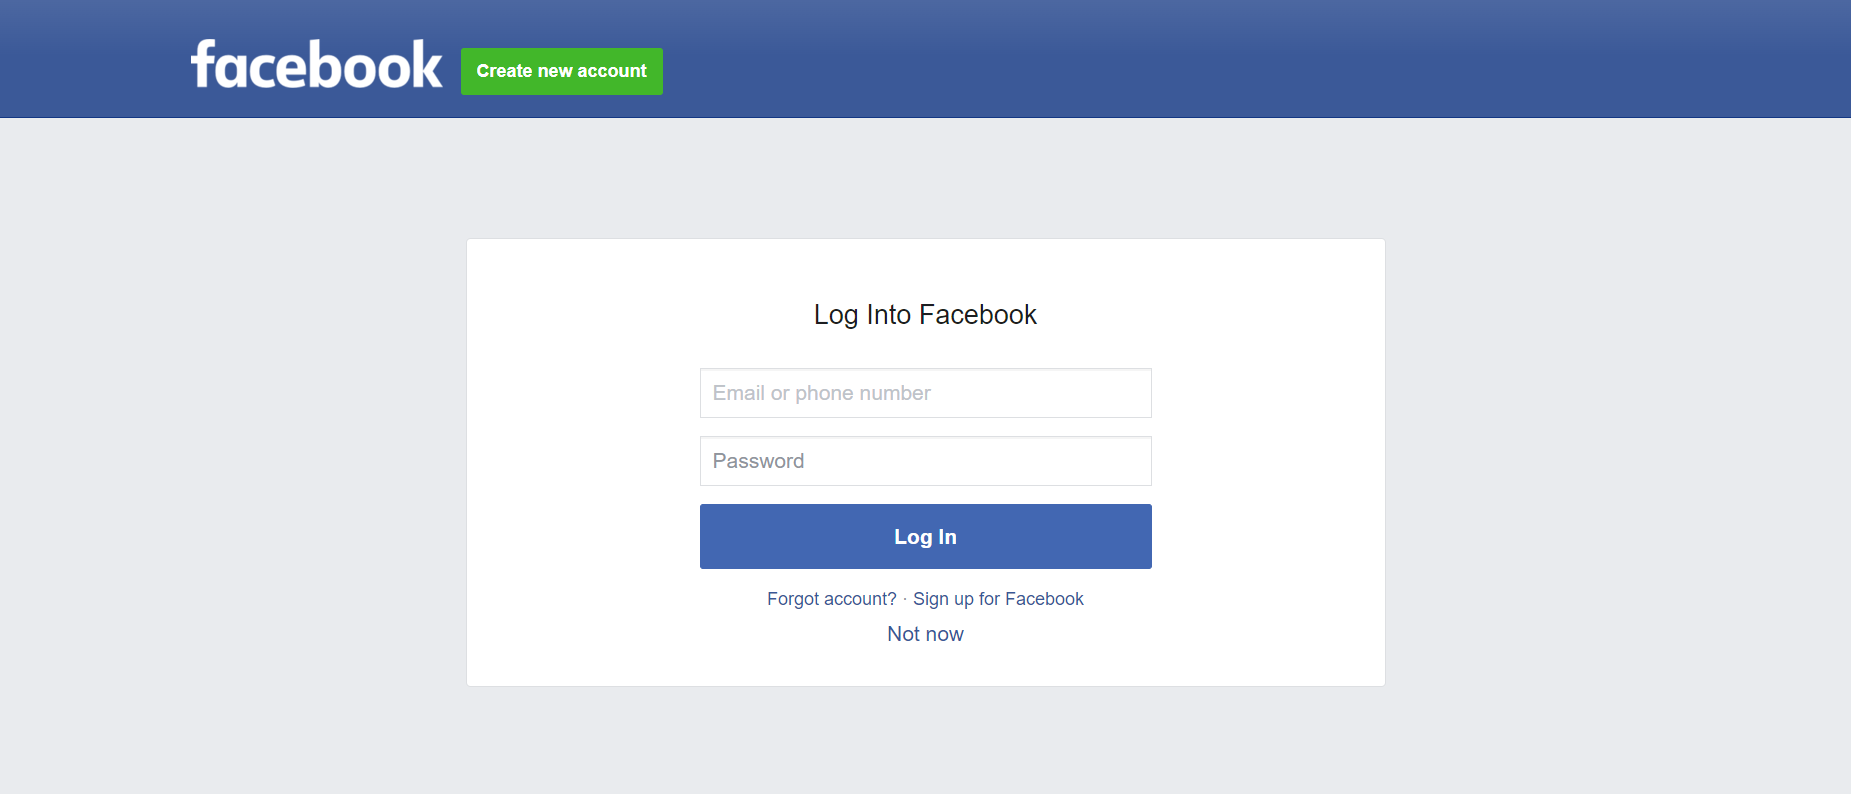 facebook
Create new account
Log Into Facebook
Email or phone number
Password
Log In
Forgot account? · Sign up for Facebook
Not now